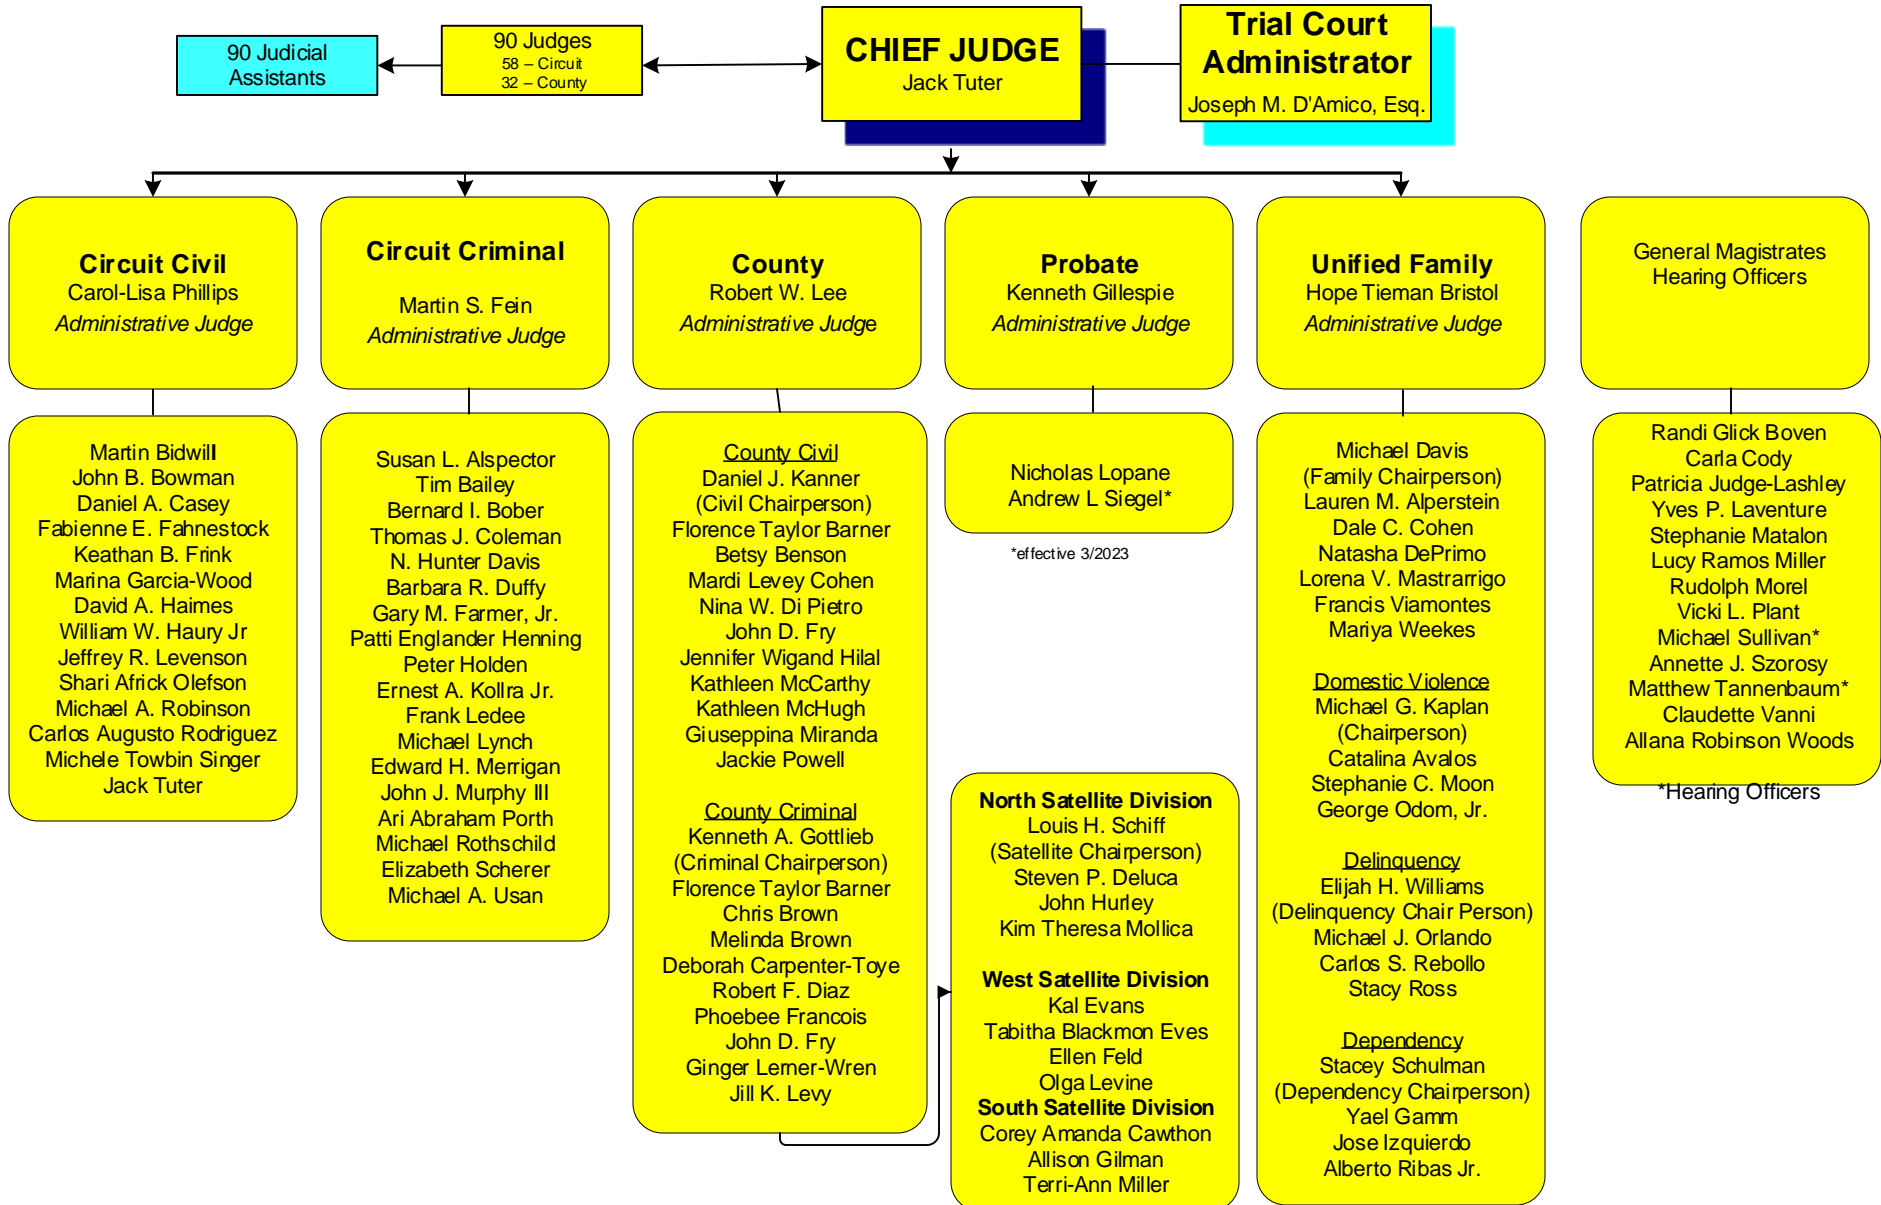 90 Judicial
Assistants
90 Judges
58 – Circuit
32 – County
CHIEF JUDGE
Jack Tuter
Trial Court
Administrator
Joseph M. D'Amico, Esq.
Circuit Civil
Carol-Lisa Phillips
Administrative Judge
Circuit Criminal
Martin S. Fein
Administrative Judge
County
Robert W. Lee
Administrative Judge
Probate
Kenneth Gillespie
Administrative Judge
Unified Family
Hope Tieman Bristol
Administrative Judge
General Magistrates
Hearing Officers
Martin Bidwill
John B. Bowman
Daniel A. Casey
Fabienne E. Fahnestock
Keathan B. Frink
Marina Garcia-Wood
David A. Haimes
William W. Haury Jr
Jeffrey R. Levenson
Shari Africk Olefson
Michael A. Robinson
Carlos Augusto Rodriguez
Michele Towbin Singer
Jack Tuter
Susan L. Alspector
Tim Bailey
Bernard I. Bober
Thomas J. Coleman
N. Hunter Davis
Barbara R. Duffy
Gary M. Farmer, Jr.
Patti Englander Henning
Peter Holden
Ernest A. Kollra Jr.
Frank Ledee
Michael Lynch
Edward H. Merrigan
John J. Murphy III
Ari Abraham Porth
Michael Rothschild
Elizabeth Scherer
Michael A. Usan
County Civil
Daniel J. Kanner
(Civil Chairperson)
Florence Taylor Barner
Betsy Benson
Mardi Levey Cohen
Nina W. Di Pietro
John D. Fry
Jennifer Wigand Hilal
Kathleen McCarthy
Kathleen McHugh
Giuseppina Miranda
Jackie Powell
County Criminal
Kenneth A. Gottlieb
(Criminal Chairperson)
Florence Taylor Barner
Chris Brown
Melinda Brown
Deborah Carpenter-Toye
Robert F. Diaz
Phoebee Francois
John D. Fry
Ginger Lerner-Wren
Jill K. Levy
Nicholas Lopane
Andrew L Siegel*
*effective 3/2023
North Satellite Division
Louis H. Schiff
(Satellite Chairperson)
Steven P. Deluca
John Hurley
Kim Theresa Mollica
West Satellite Division
Kal Evans
Tabitha Blackmon Eves
Ellen Feld
Olga Levine
South Satellite Division
Corey Amanda Cawthon
Allison Gilman
Terri-Ann Miller
Michael Davis
(Family Chairperson)
Lauren M. Alperstein
Dale C. Cohen
Natasha DePrimo
Lorena V. Mastrarrigo
Francis Viamontes
Mariya Weekes
Domestic Violence
Michael G. Kaplan
(Chairperson)
Catalina Avalos
Stephanie C. Moon
George Odom, Jr.
Delinquency
Elijah H. Williams
(Delinquency Chair Person)
Michael J. Orlando
Carlos S. Rebollo
Stacy Ross
Dependency
Stacey Schulman
(Dependency Chairperson)
Yael Gamm
Jose Izquierdo
Alberto Ribas Jr.
Randi Glick Boven
Carla Cody
Patricia Judge-Lashley
Yves P. Laventure
Stephanie Matalon
Lucy Ramos Miller
Rudolph Morel
Vicki L. Plant
Michael Sullivan*
Annette J. Szorosy
Matthew Tannenbaum*
Claudette Vanni
Allana Robinson Woods
*Hearing Officers